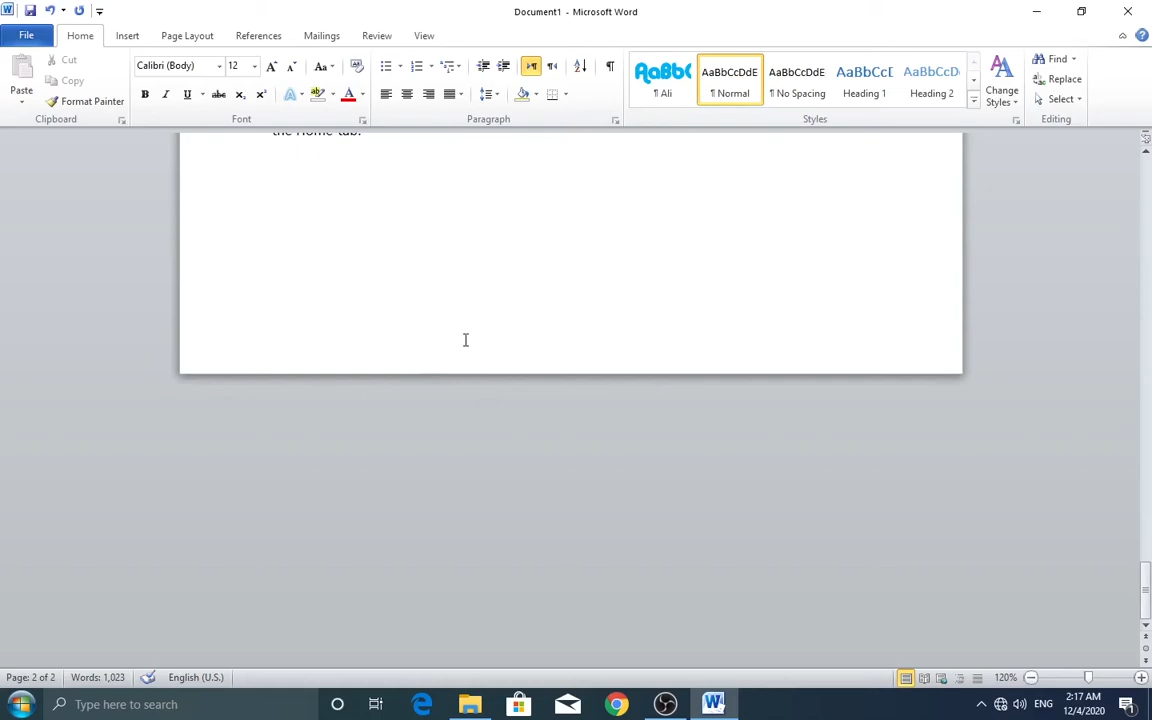 Document1 - Microsoft Word
File Home Insert Page Layout References Mailings Review View
Paste
Cut
Copy
Format Painter
Clipboard
Calibri (Body) 12
Font
Paragraph
AaBbC AaBbCcDdE AaBbCcDdE AaBbCcI AaBbCcD
¶ Ali ¶ Normal ¶ No Spacing Heading 1 Heading 2
Change Styles
Styles
Find
Replace
Select
Editing
the Home tab.
Page: 2 of 2 Words: 1,023 English (U.S.) 120%
Type here to search
ENG 2:17 AM
12/4/2020